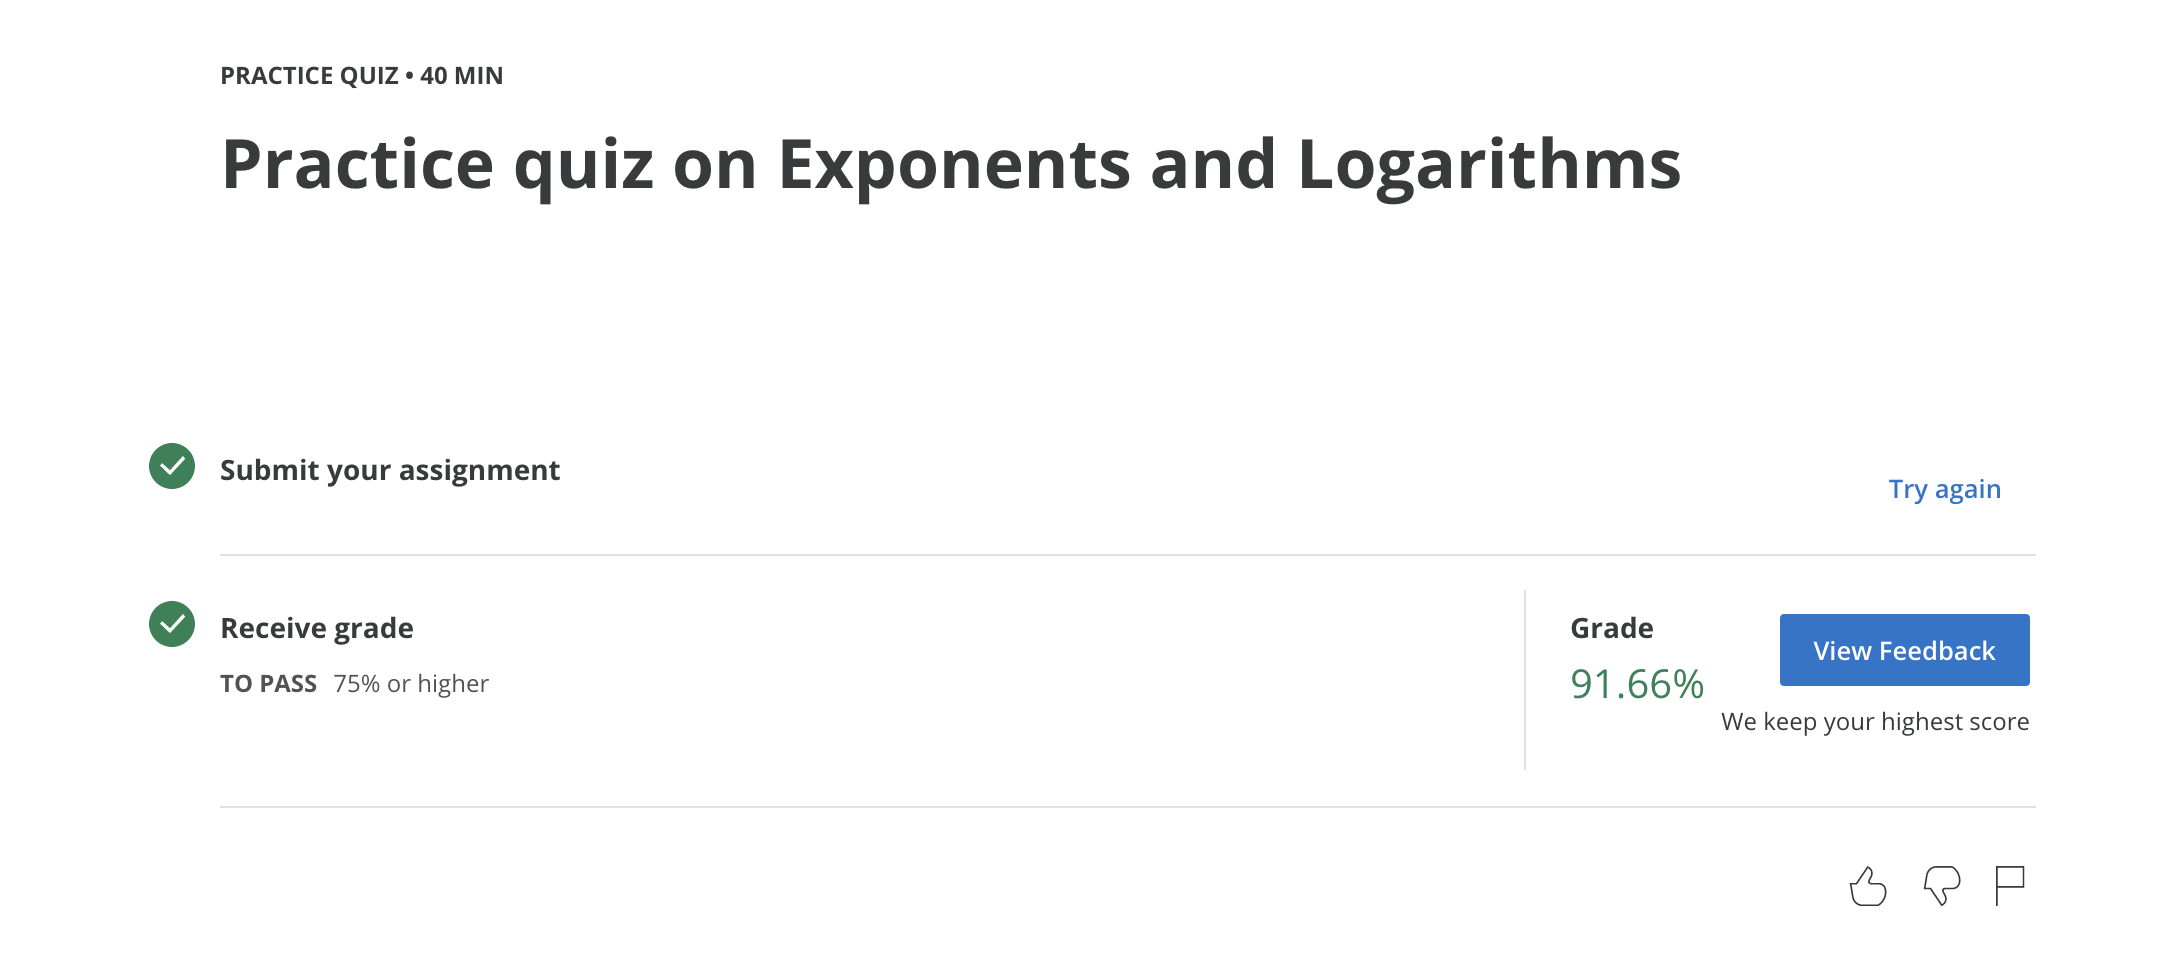 PRACTICE QUIZ • 40 MIN
Practice quiz on Exponents and Logarithms
Submit your assignment
Try again
Receive grade
TO PASS 75% or higher
Grade
91.66%
View Feedback
We keep your highest score